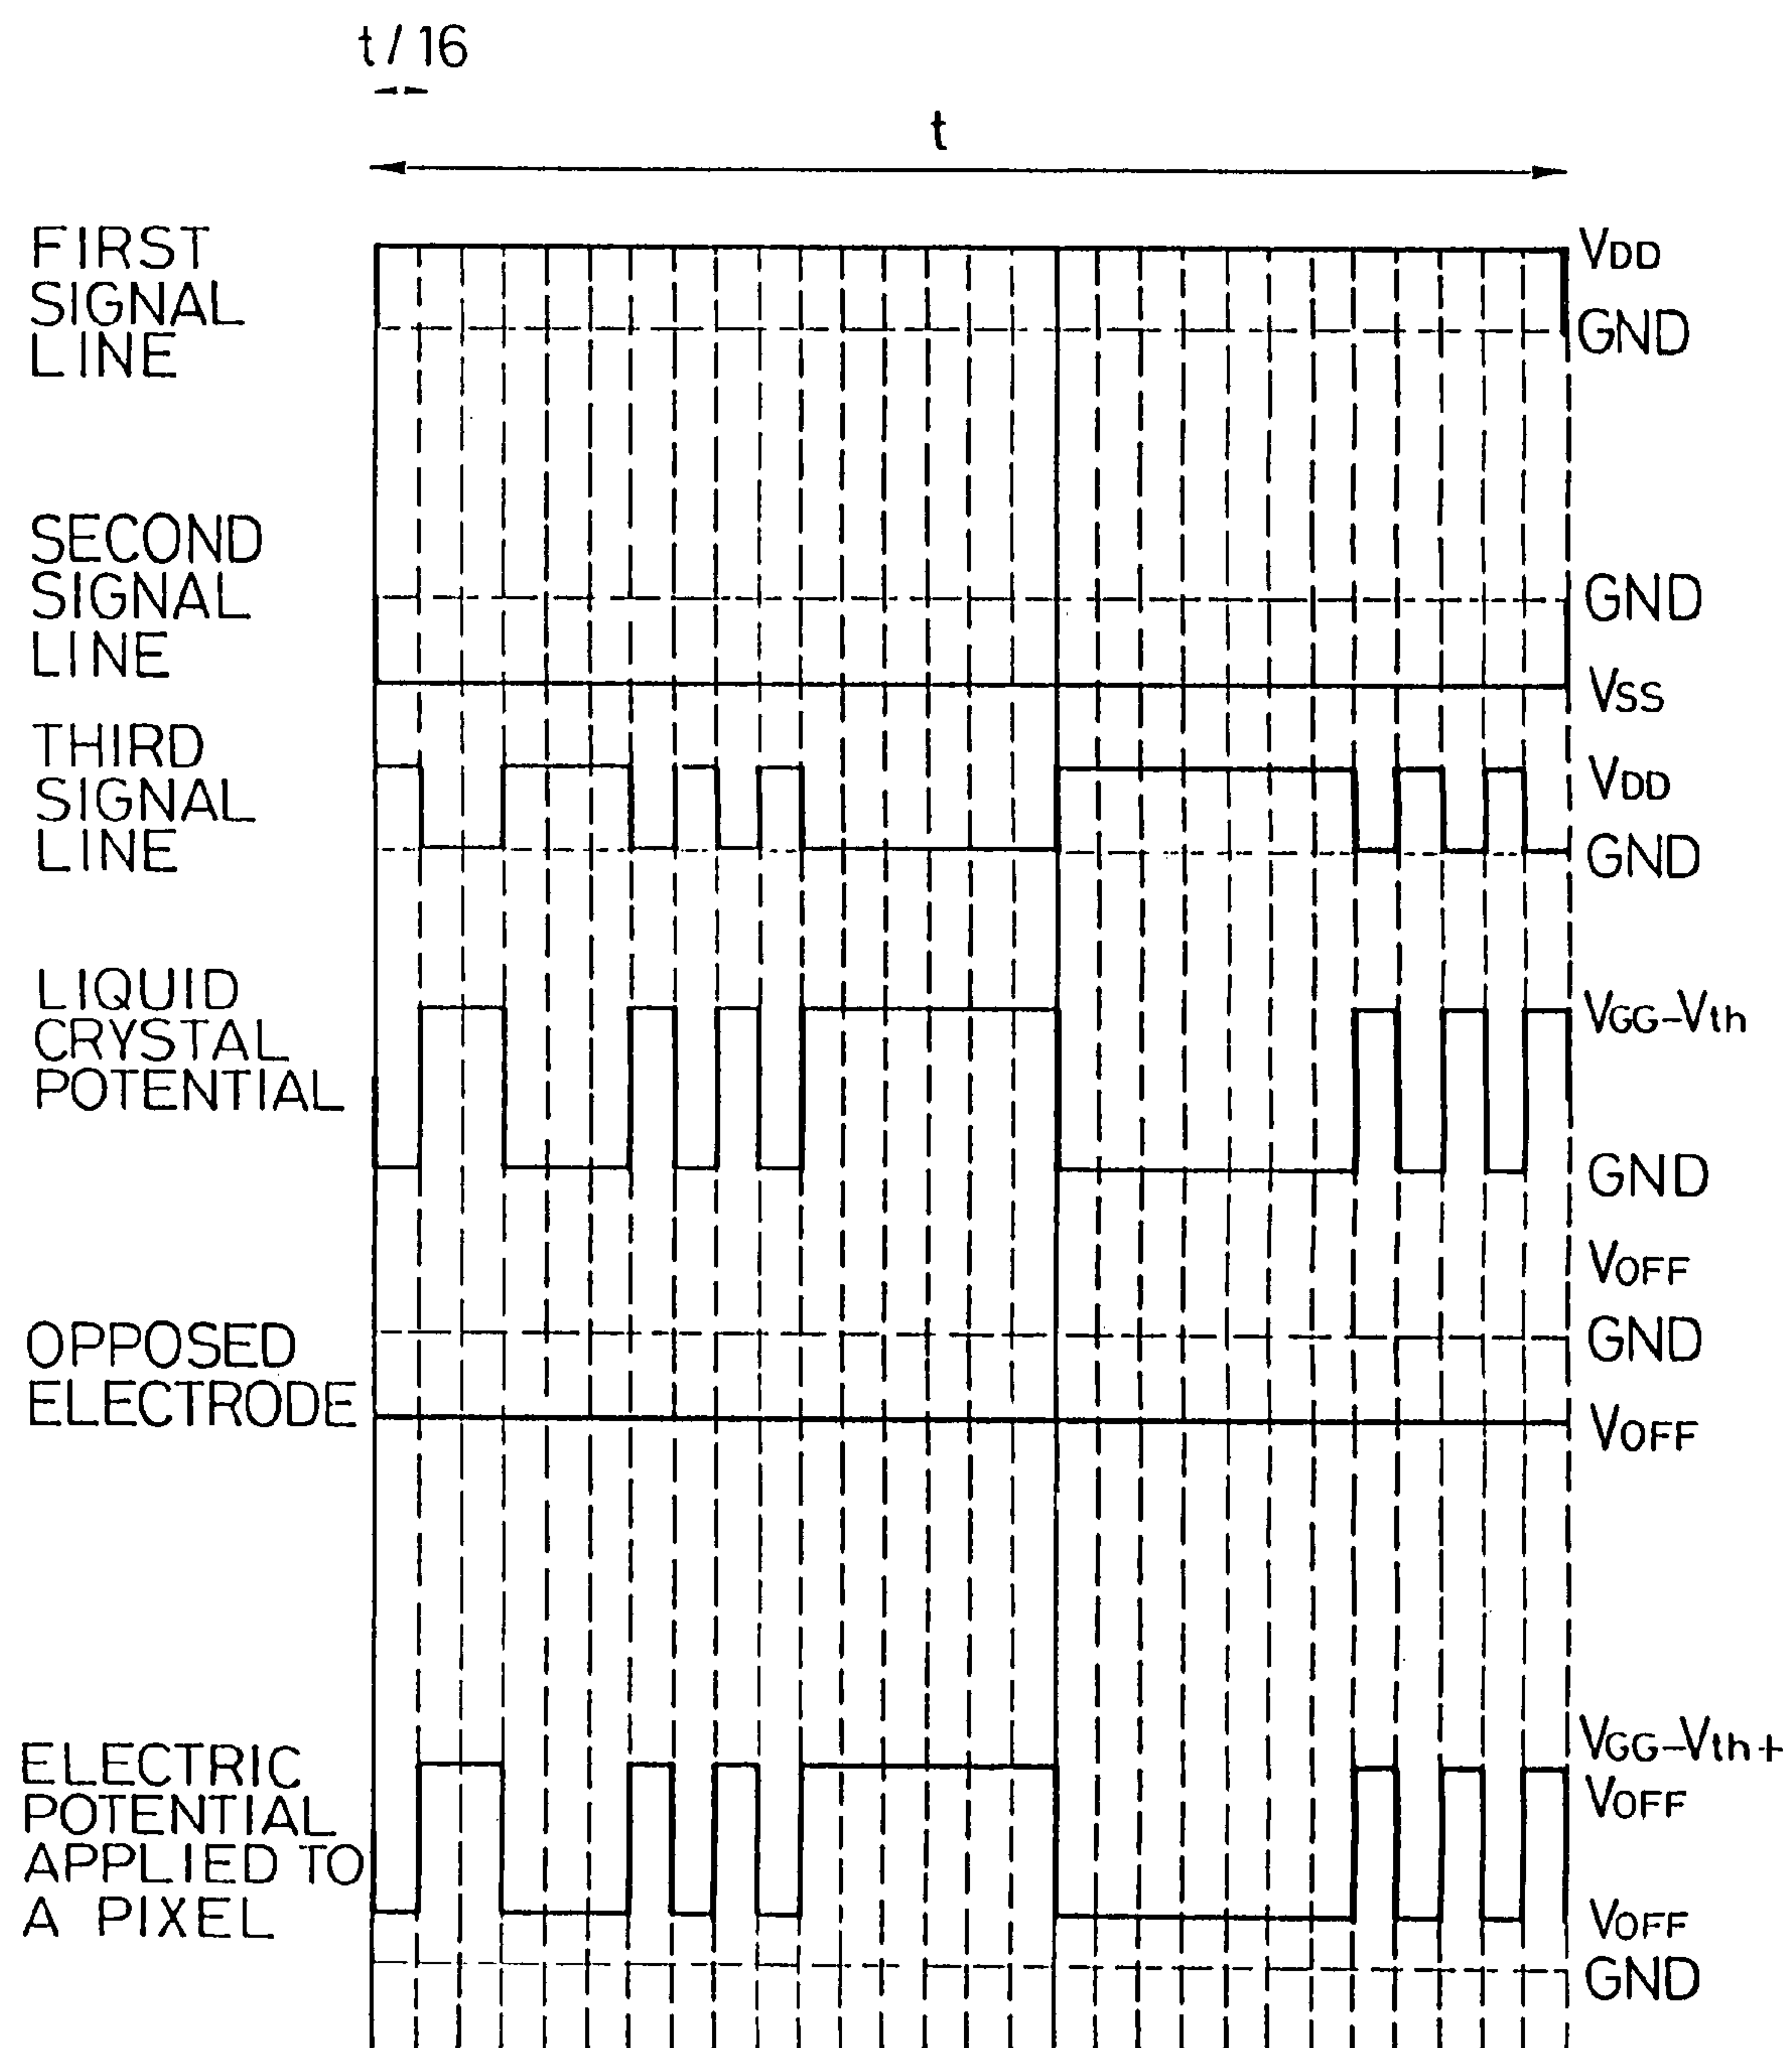 t/16
t
FIRST
SIGNAL
LINE
VDD
GND
SECOND
SIGNAL
LINE
GND
VSS
THIRD
SIGNAL
LINE
VDD
GND
LIQUID
CRYSTAL
POTENTIAL
VGG-Vth
GND
VOFF
OPPOSED
ELECTRODE
GND
VOFF
ELECTRIC
POTENTIAL
APPLIED TO
A PIXEL
VGG-Vth+
VOFF
VOFF
GND